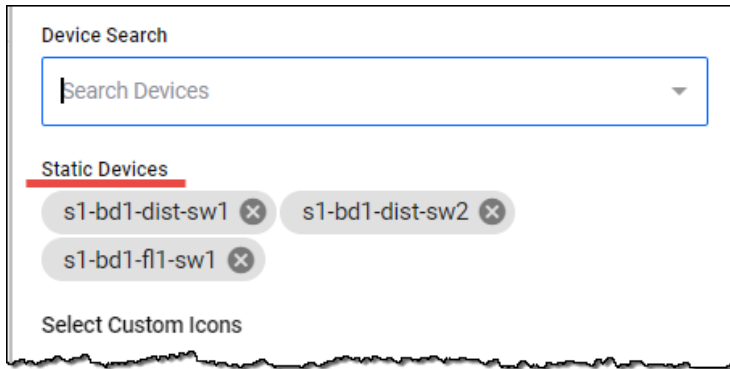 Device Search
Search Devices
Static Devices
s1-bd1-dist-sw1 s1-bd1-dist-sw2
s1-bd1-fl1-sw1
Select Custom Icons